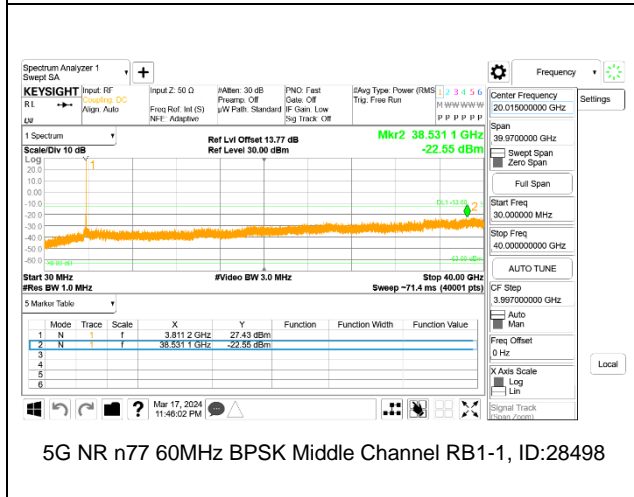 Spectrum Analyzer 1
Swept SA
+
Frequency
Settings
KEYSIGHT
RL
Input: RF
Coupling: DC
Align: Auto
Input Z: 50 Ω
Freq Ref: Int (S)
NFE: Adaptive
#Atten: 30 dB
Preamp: Off
µW Path: Standard
PNO: Fast
Gate: Off
IF Gain: Low
Sig Track: Off
#Avg Type: Power (RMS
Trig: Free Run
1 2 3 4 5 6
M W W W W W
P P P P P P
1 Spectrum
Scale/Div 10 dB
Ref Lvl Offset 13.77 dB
Ref Level 30.00 dBm
Mkr2 38.531 1 GHz
-22.55 dBm
Log
20.0
10.0
0.00
-10.0
-20.0
-30.0
-40.0
-50.0
-60.0
1
2
Start 30 MHz
#Res BW 1.0 MHz
#Video BW 3.0 MHz
Stop 40.00 GHz
Sweep ~71.4 ms (40001 pts)
5 Marker Table
Mode Trace Scale X Y Function Function Width Function Value
1 N 1 f 3.811 2 GHz 27.43 dBm
2 N 1 f 38.531 1 GHz -22.55 dBm
3
4
5
6
Mar 17, 2024
11:46:02 PM
Center Frequency
20.015000000 GHz
Span
39.9700000 GHz
Swept Span
Zero Span
Full Span
Start Freq
30.000000 MHz
Stop Freq
40.000000000 GHz
AUTO TUNE
CF Step
3.997000000 GHz
Auto
Man
Freq Offset
0 Hz
X Axis Scale
Log
Lin
Signal Track
(Span Zoom)
Local
5G NR n77 60MHz BPSK Middle Channel RB1-1, ID:28498